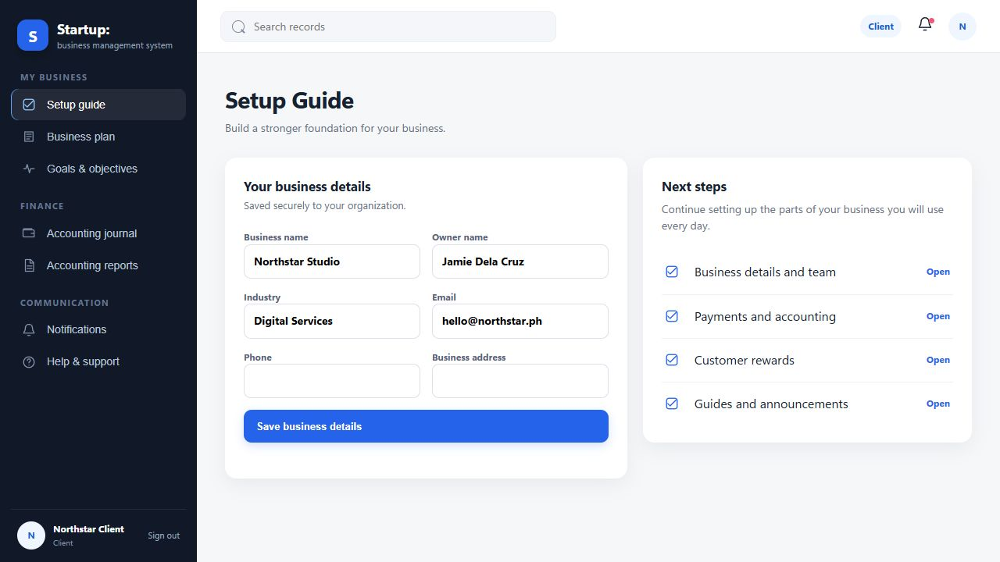 S
Startup:
business management system
MY BUSINESS
Setup guide
Business plan
Goals & objectives
FINANCE
Accounting journal
Accounting reports
COMMUNICATION
Notifications
Help & support
N
Northstar Client
Client
Sign out
Search records
Client
N
Setup Guide
Build a stronger foundation for your business.
Your business details
Saved securely to your organization.
Business name
Owner name
Northstar Studio
Jamie Dela Cruz
Industry
Email
Digital Services
hello@northstar.ph
Phone
Business address
Save business details
Next steps
Continue setting up the parts of your business you will use
every day.
Business details and team
Open
Payments and accounting
Open
Customer rewards
Open
Guides and announcements
Open